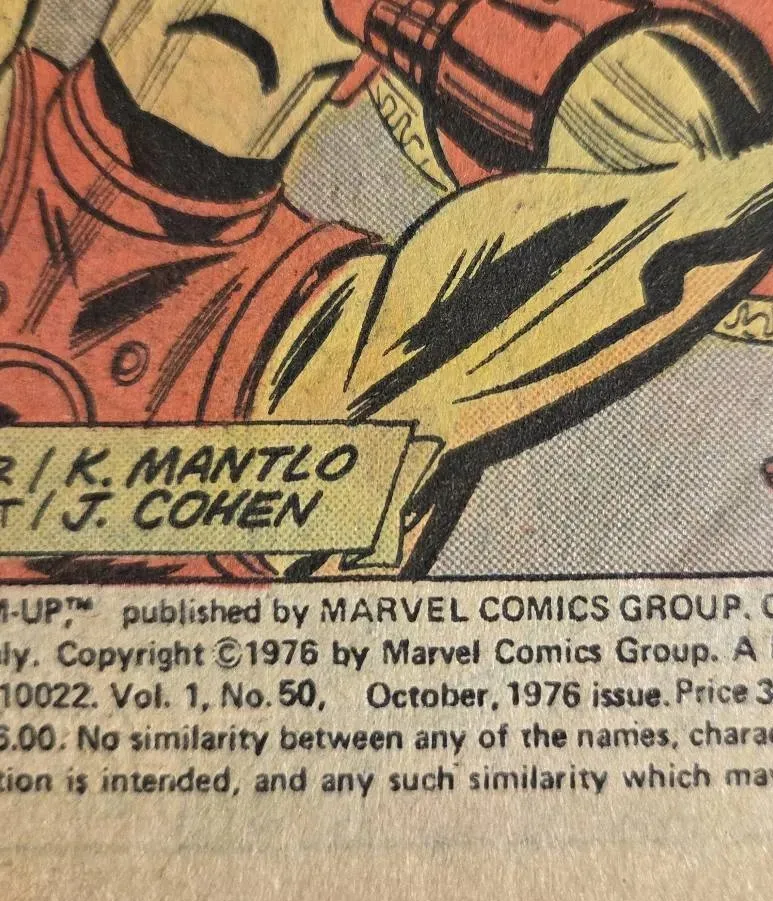 R / K. MANTLO
T / J. COHEN
M-UP,™ published by MARVEL COMICS GROUP. O
ly. Copyright ©1976 by Marvel Comics Group. A
10022. Vol. 1, No. 50, October, 1976 issue. Price 3
6.00. No similarity between any of the names, charac
tion is intended, and any such similarity which may